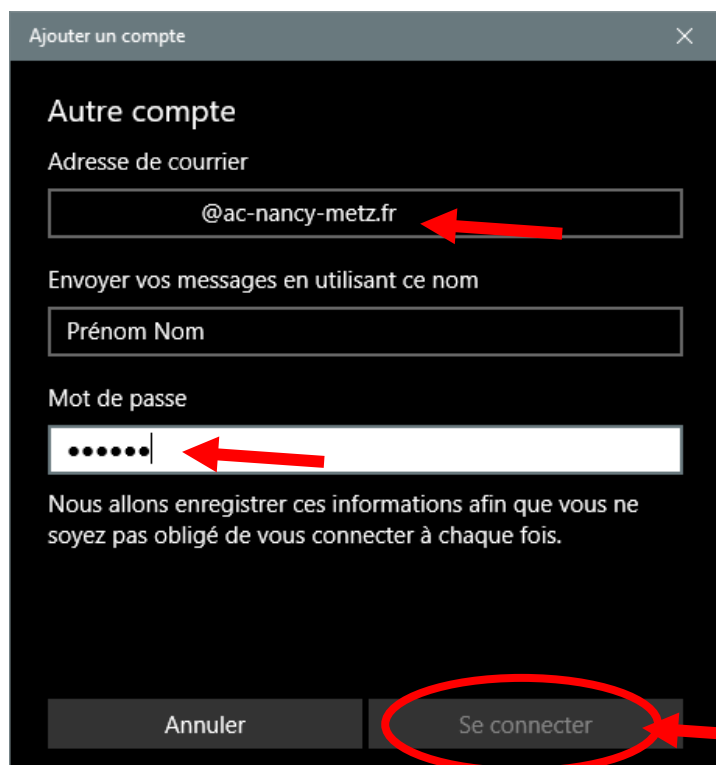 Ajouter un compte
Autre compte
Adresse de courrier
@ac-nancy-metz.fr
Envoyer vos messages en utilisant ce nom
Prénom Nom
Mot de passe
••••••
Nous allons enregistrer ces informations afin que vous ne
soyez pas obligé de vous connecter à chaque fois.
Annuler
Se connecter